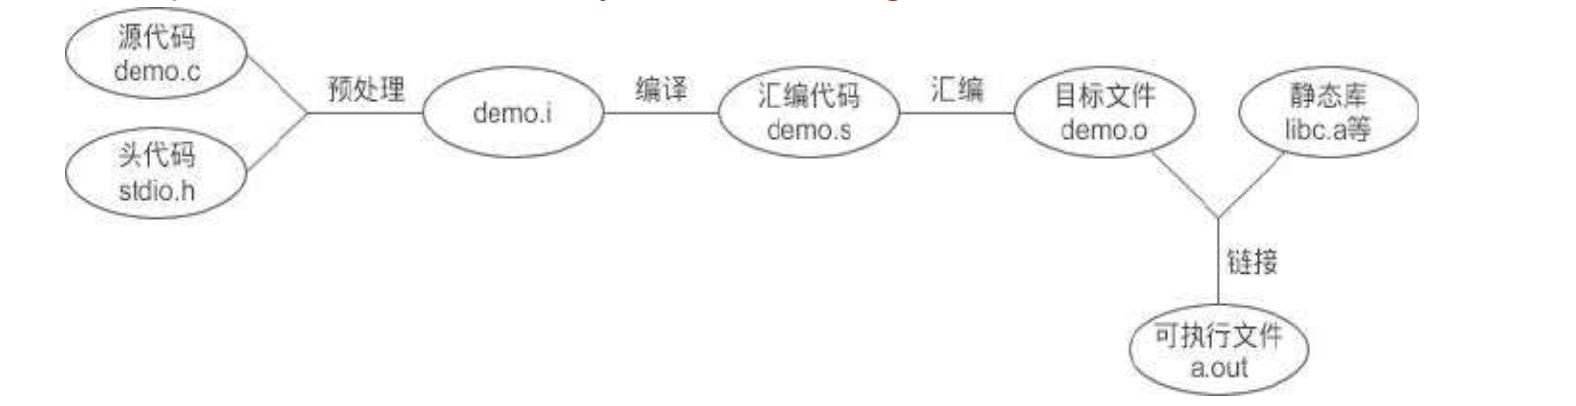 源代码
demo.c
头代码
stdio.h
预处理
demo.i
编译
汇编代码
demo.s
汇编
目标文件
demo.o
静态库
libc.a等
链接
可执行文件
a.out